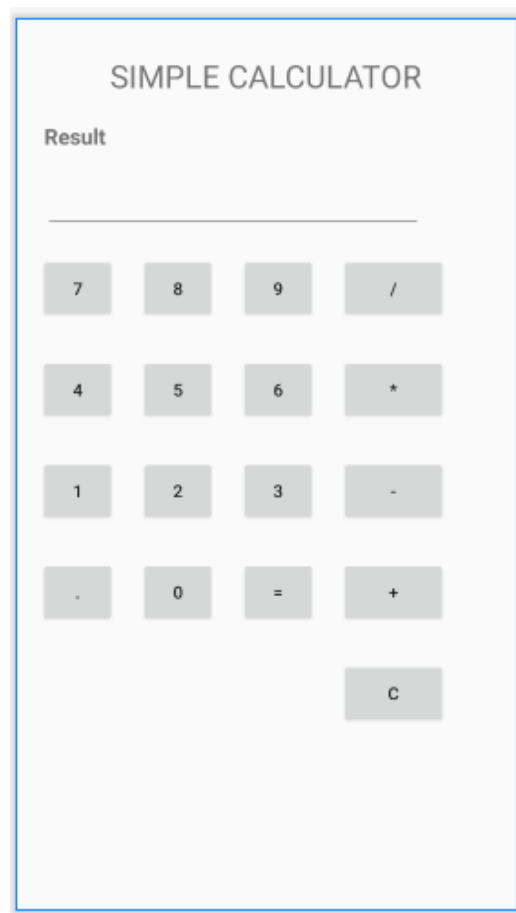 SIMPLE CALCULATOR
Result
7 8 9 /
4 5 6 *
1 2 3 -
. 0 = +
C